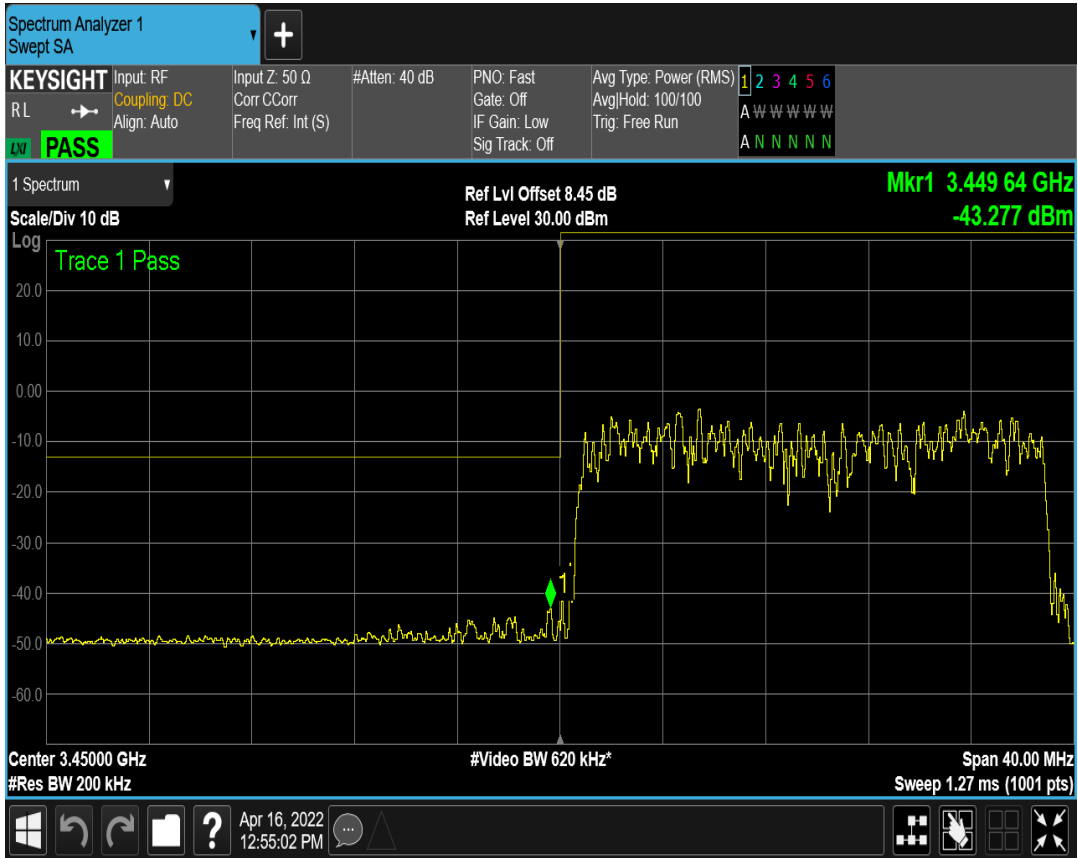 Spectrum Analyzer 1
Swept SA
+
KEYSIGHT Input: RF Input Z: 50 Ω #Atten: 40 dB PNO: Fast Avg Type: Power (RMS) 1 2 3 4 5 6
R L Coupling: DC Corr CCorr Gate: Off Avg|Hold: 100/100 A W W W W W
Align: Auto Freq Ref: Int (S) IF Gain: Low Trig: Free Run
LXI PASS Sig Track: Off A N N N N N
1 Spectrum Ref Lvl Offset 8.45 dB Mkr1 3.449 64 GHz
Scale/Div 10 dB Ref Level 30.00 dBm -43.277 dBm
Log
Trace 1 Pass
20.0
10.0
0.00
-10.0
-20.0
-30.0
1
-40.0
-50.0
-60.0
Center 3.45000 GHz #Video BW 620 kHz* Span 40.00 MHz
#Res BW 200 kHz Sweep 1.27 ms (1001 pts)
? Apr 16, 2022
12:55:02 PM